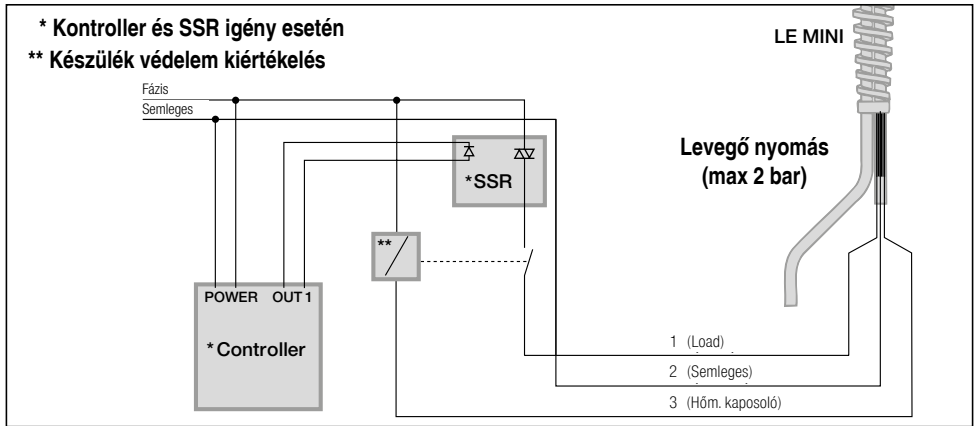 * Kontroller és SSR igény esetén
** Készülék védelem kiértékelés
LE MINI
Fázis
Semleges
Levegő nyomás
(max 2 bar)
*SSR
**
POWER OUT 1
*Controller
1 (Load)
2 (Semleges)
3 (Hőm. kaposoló)